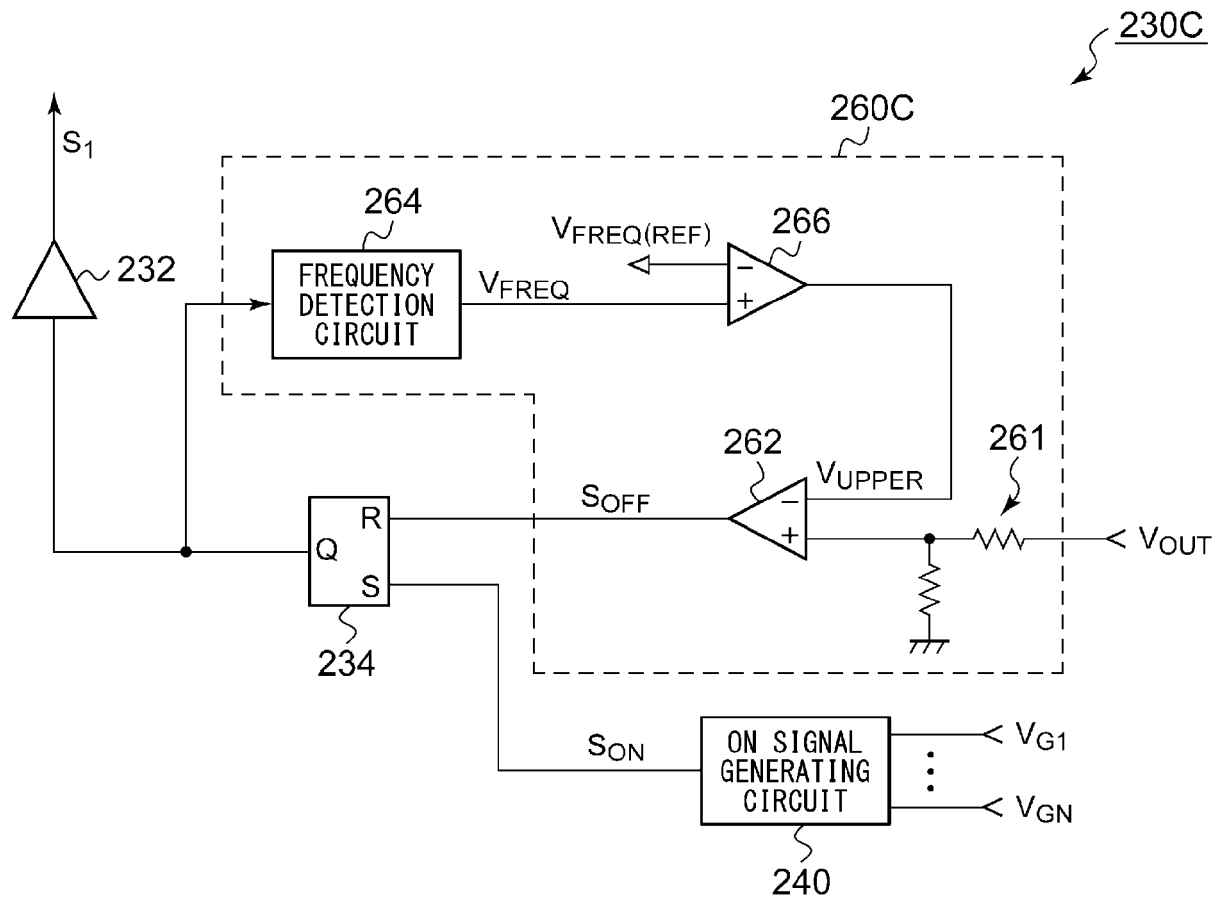 230C
260C
S1
264
VFREQ(REF)
266
232
FREQUENCY
DETECTION
CIRCUIT
VFREQ
−
+
262
VUPPER
261
SOFF
−
+
VOUT
R
Q
S
234
SON
ON SIGNAL
GENERATING
CIRCUIT
VG1
VGN
240